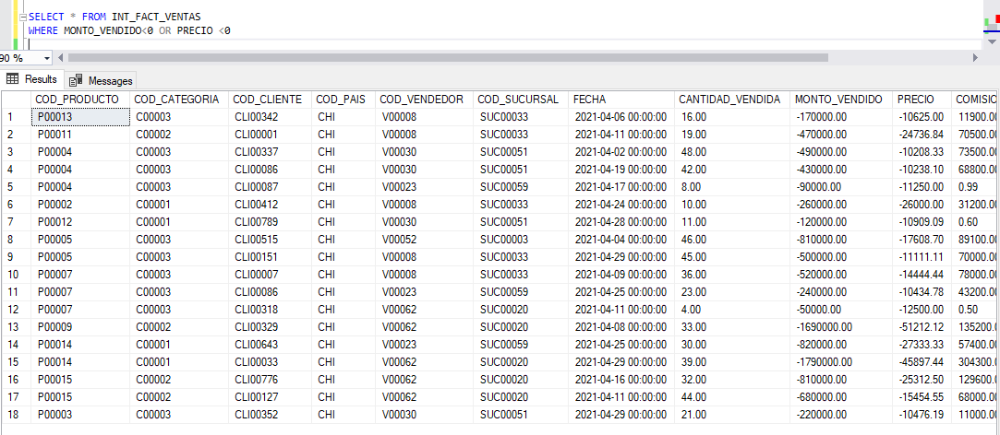 SELECT * FROM INT_FACT_VENTAS
WHERE MONTO_VENDIDO<0 OR PRECIO <0
90 %
Results Messages
COD_PRODUCTO COD_CATEGORIA COD_CLIENTE COD_PAIS COD_VENDEDOR COD_SUCURSAL FECHA CANTIDAD_VENDIDA MONTO_VENDIDO PRECIO COMISIO
1 P00013 C00003 CLI00342 CHI V00008 SUC00033 2021-04-06 00:00:00 16.00 -170000.00 -10625.00 11900.00
2 P00011 C00002 CLI00001 CHI V00008 SUC00033 2021-04-11 00:00:00 19.00 -470000.00 -24736.84 70500.00
3 P00004 C00003 CLI00337 CHI V00030 SUC00051 2021-04-02 00:00:00 48.00 -490000.00 -10208.33 73500.00
4 P00004 C00003 CLI00086 CHI V00030 SUC00051 2021-04-19 00:00:00 42.00 -430000.00 -10238.10 68800.00
5 P00004 C00003 CLI00087 CHI V00023 SUC00059 2021-04-17 00:00:00 8.00 -90000.00 -11250.00 0.99
6 P00002 C00001 CLI00412 CHI V00008 SUC00033 2021-04-24 00:00:00 10.00 -260000.00 -26000.00 31200.00
7 P00012 C00001 CLI00789 CHI V00030 SUC00051 2021-04-28 00:00:00 11.00 -120000.00 -10909.09 0.60
8 P00005 C00003 CLI00515 CHI V00052 SUC00003 2021-04-04 00:00:00 46.00 -810000.00 -17608.70 89100.00
9 P00005 C00003 CLI00151 CHI V00008 SUC00033 2021-04-29 00:00:00 45.00 -500000.00 -11111.11 70000.00
10 P00007 C00003 CLI00007 CHI V00008 SUC00033 2021-04-09 00:00:00 36.00 -520000.00 -14444.44 78000.00
11 P00007 C00003 CLI00086 CHI V00023 SUC00059 2021-04-25 00:00:00 23.00 -240000.00 -10434.78 43200.00
12 P00007 C00003 CLI00318 CHI V00062 SUC00020 2021-04-11 00:00:00 4.00 -50000.00 -12500.00 0.50
13 P00009 C00002 CLI00329 CHI V00062 SUC00020 2021-04-08 00:00:00 33.00 -1690000.00 -51212.12 135200.0
14 P00014 C00001 CLI00643 CHI V00023 SUC00059 2021-04-25 00:00:00 30.00 -820000.00 -27333.33 57400.00
15 P00014 C00001 CLI00033 CHI V00062 SUC00020 2021-04-29 00:00:00 39.00 -1790000.00 -45897.44 304300.0
16 P00015 C00002 CLI00776 CHI V00062 SUC00020 2021-04-16 00:00:00 32.00 -810000.00 -25312.50 129600.0
17 P00015 C00002 CLI00127 CHI V00062 SUC00020 2021-04-11 00:00:00 44.00 -680000.00 -15454.55 68000.00
18 P00003 C00003 CLI00352 CHI V00030 SUC00051 2021-04-29 00:00:00 21.00 -220000.00 -10476.19 11000.00